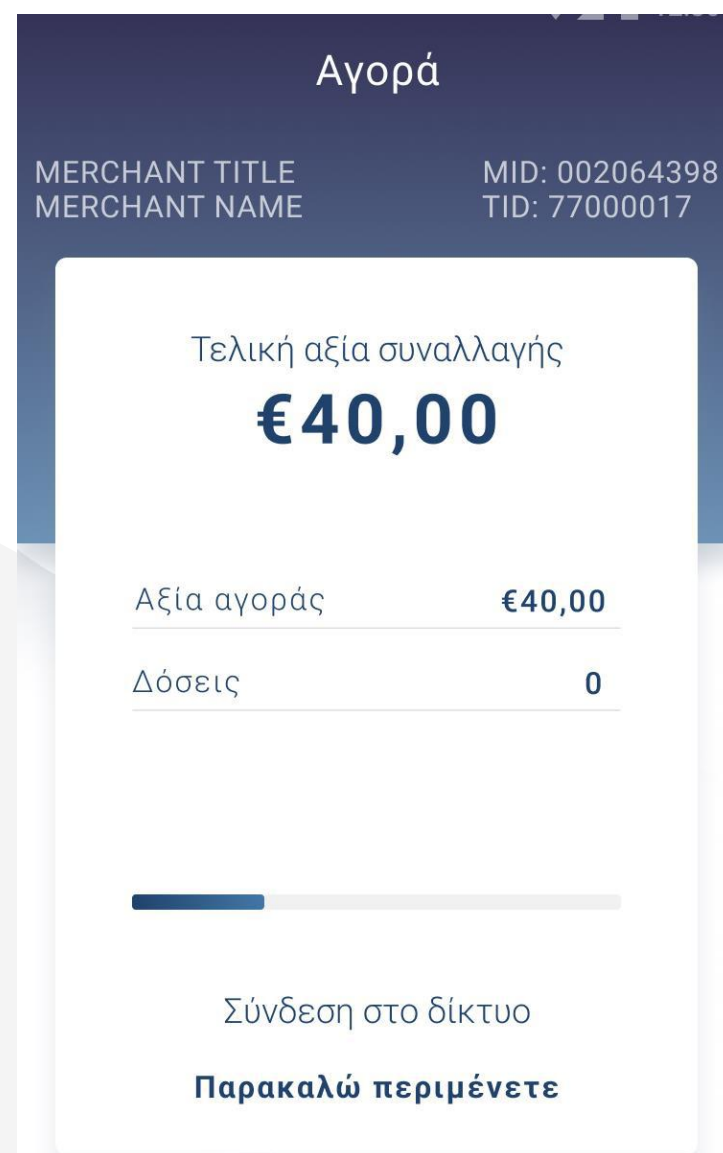 Αγορά
MERCHANT TITLE MID: 002064398
MERCHANT NAME TID: 77000017
Τελική αξία συναλλαγής
€40,00
Αξία αγοράς €40,00
Δόσεις 0
Σύνδεση στο δίκτυο
Παρακαλώ περιμένετε